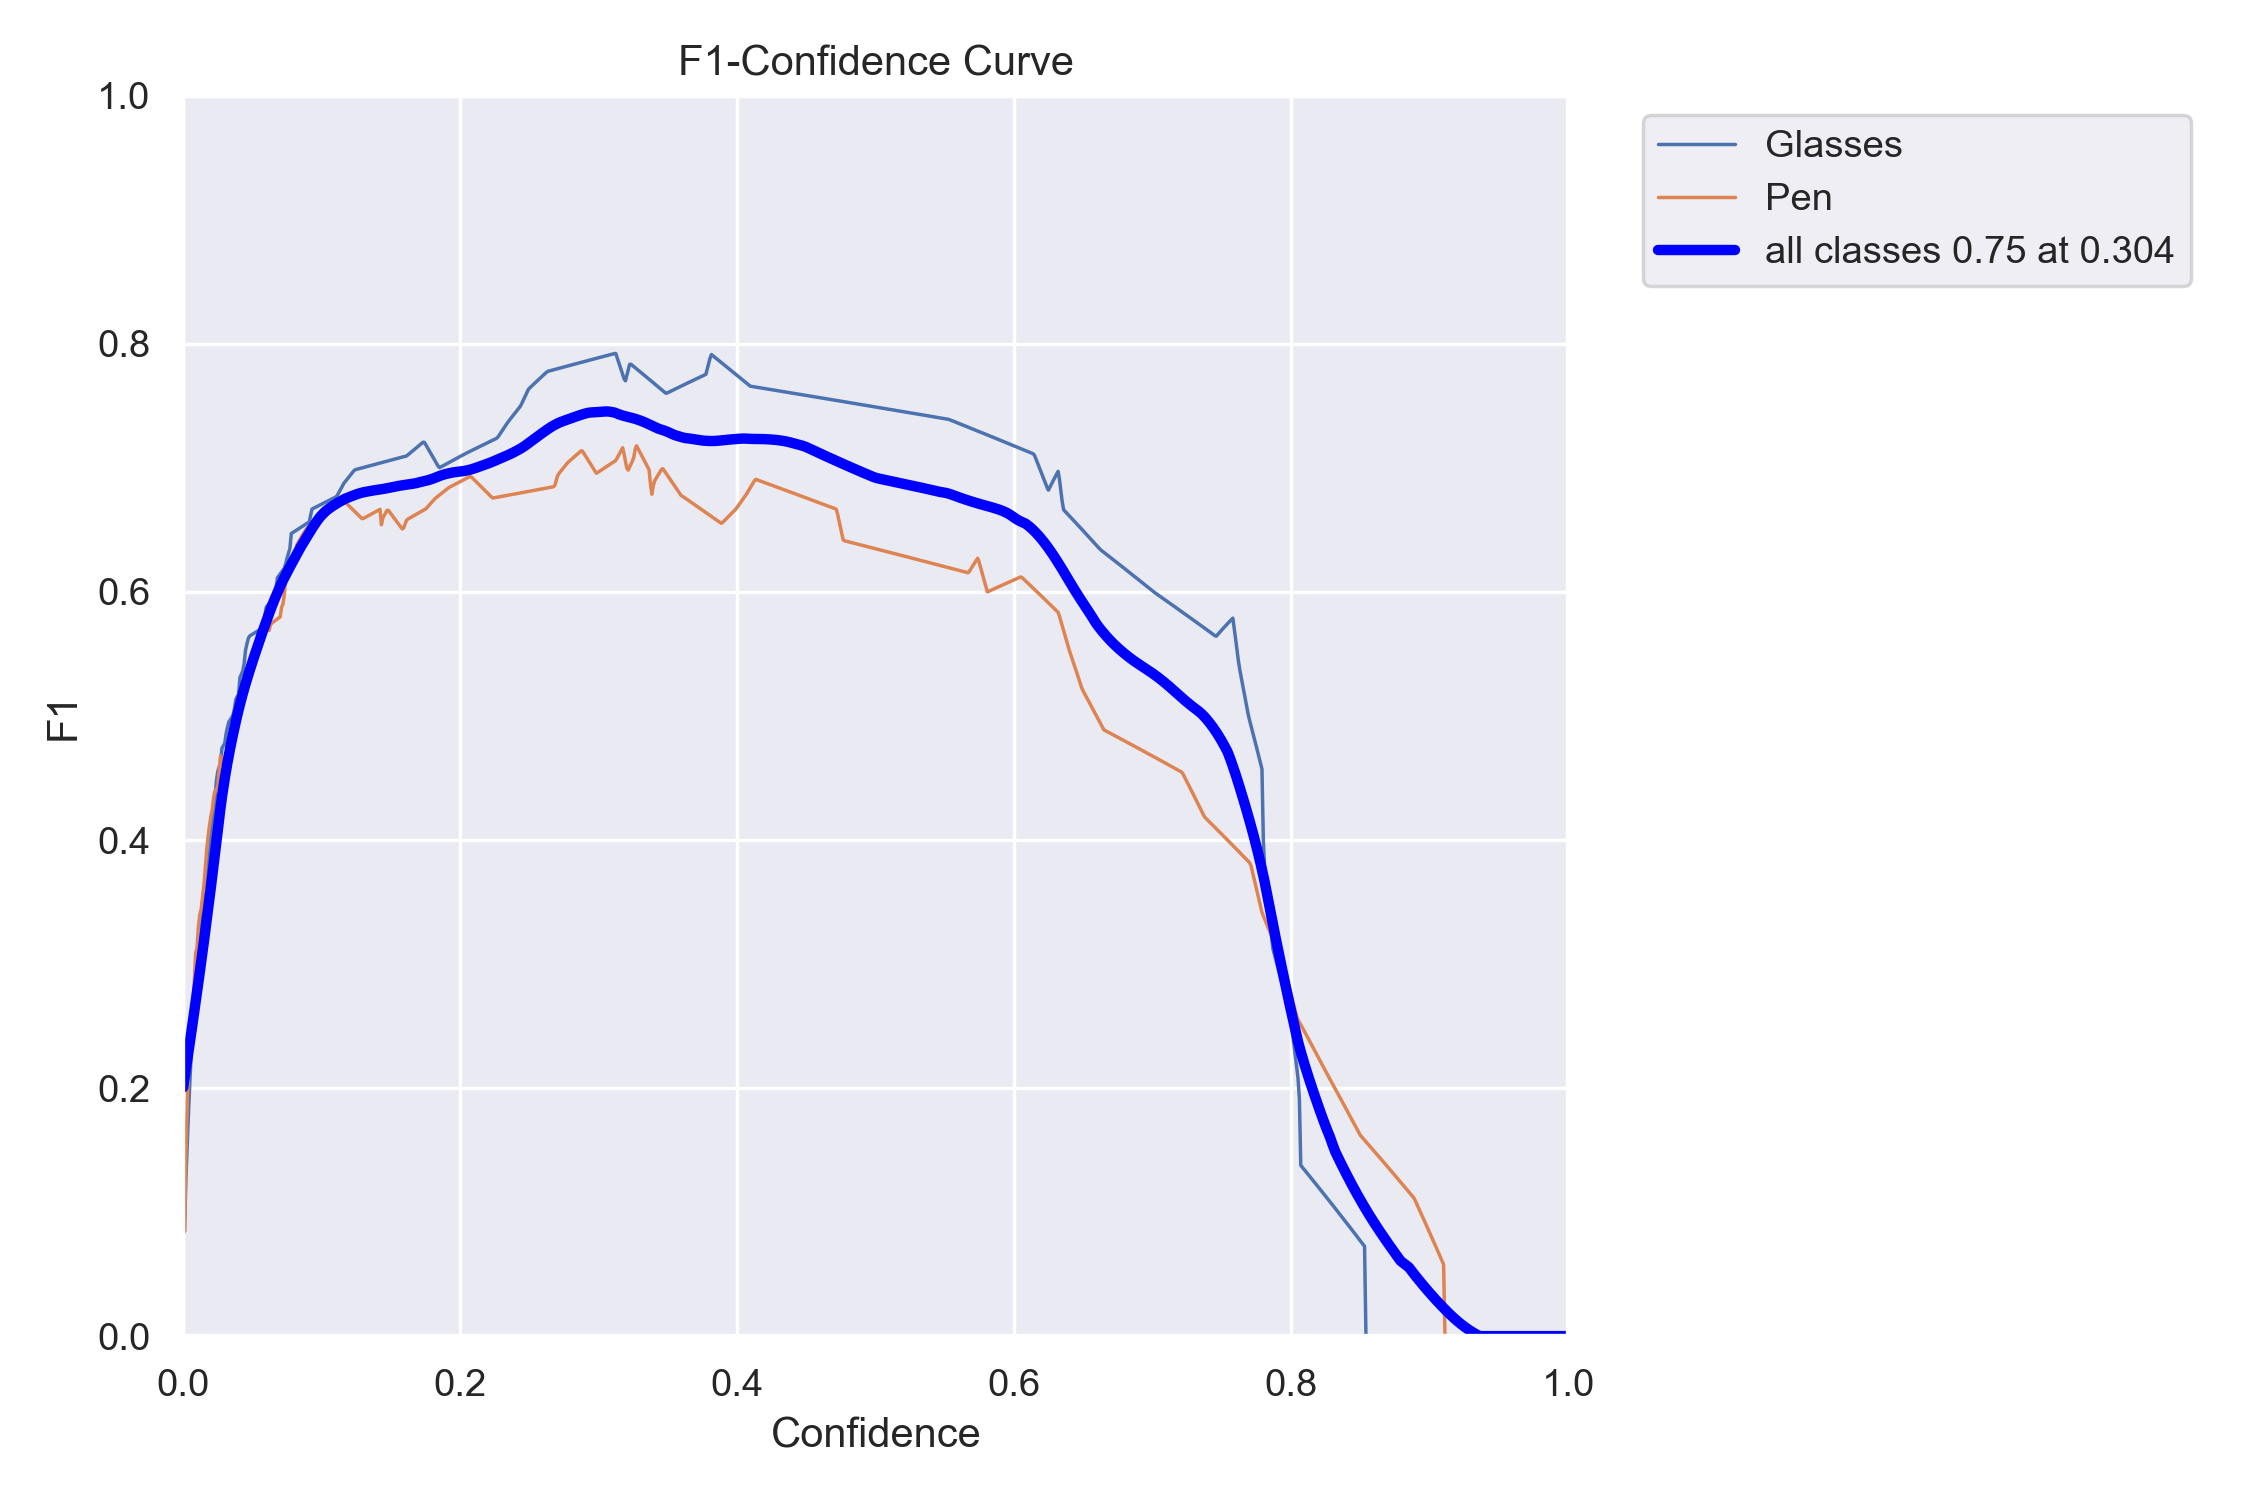 F1-Confidence Curve
1.0
0.8
0.6
0.4
0.2
0.0
F1
0.0 0.2 0.4 0.6 0.8 1.0
Confidence
Glasses
Pen
all classes 0.75 at 0.304